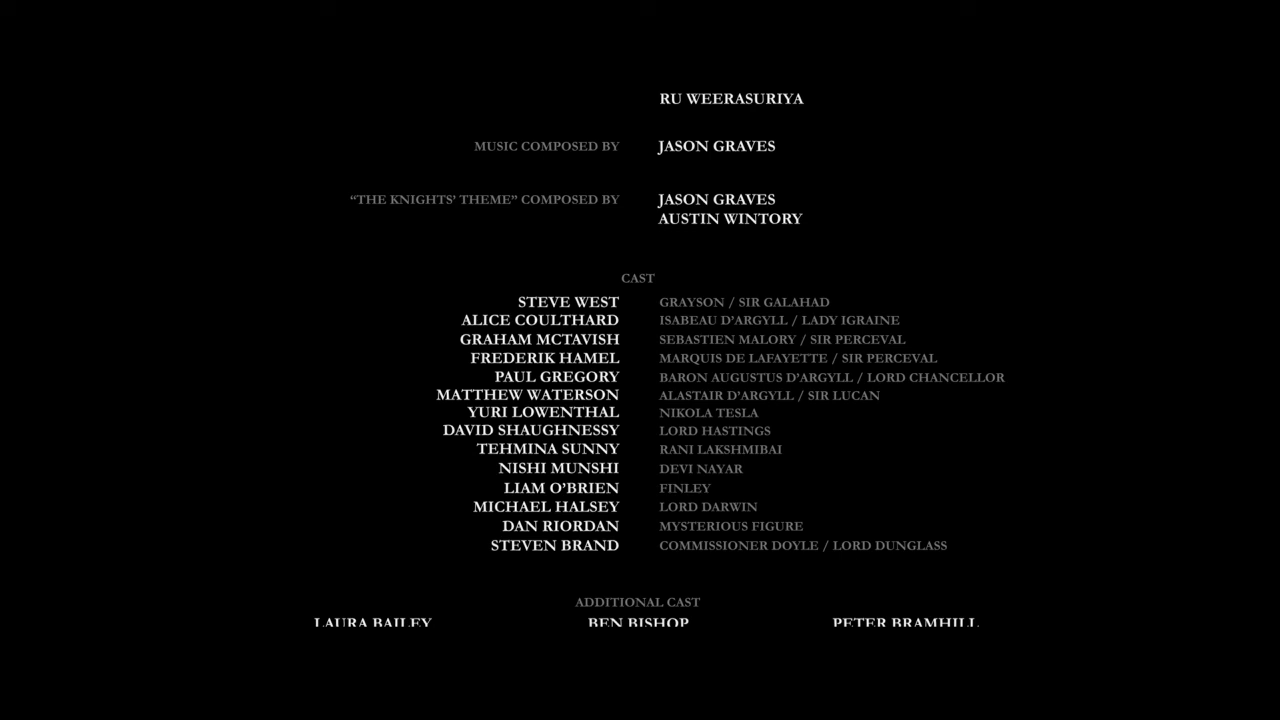 RU WEERASURIYA
MUSIC COMPOSED BY JASON GRAVES
“THE KNIGHTS’ THEME” COMPOSED BY JASON GRAVES
AUSTIN WINTORY
CAST
STEVE WEST GRAYSON / SIR GALAHAD
ALICE COULTHARD ISABEAU D’ARGYLL / LADY IGRAINE
GRAHAM MCTAVISH SEBASTIEN MALORY / SIR PERCEVAL
FREDERIK HAMEL MARQUIS DE LAFAYETTE / SIR PERCEVAL
PAUL GREGORY BARON AUGUSTUS D’ARGYLL / LORD CHANCELLOR
MATTHEW WATERSON ALASTAIR D’ARGYLL / SIR LUCAN
YURI LOWENTHAL NIKOLA TESLA
DAVID SHAUGHNESSY LORD HASTINGS
TEHMINA SUNNY RANI LAKSHMIBAI
NISHI MUNSHI DEVI NAYAR
LIAM O’BRIEN FINLEY
MICHAEL HALSEY LORD DARWIN
DAN RIORDAN MYSTERIOUS FIGURE
STEVEN BRAND COMMISSIONER DOYLE / LORD DUNGLASS
ADDITIONAL CAST
LAURA BAILEY BEN BISHOP PETER BRAMHILL